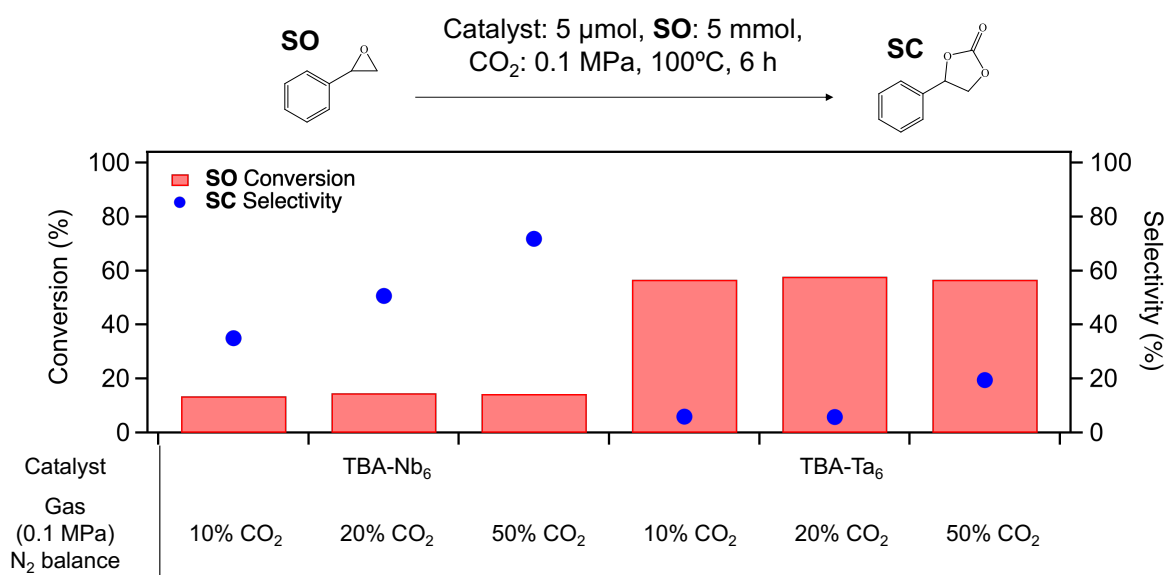 SO
Catalyst: 5 µmol, SO: 5 mmol,
CO₂: 0.1 MPa, 100ºC, 6 h
SC
O
O
O
O
SO Conversion
SC Selectivity
Conversion (%)
100
80
60
40
20
0
Selectivity (%)
100
80
60
40
20
0
Catalyst
TBA-Nb₆
TBA-Ta₆
Gas
(0.1 MPa)
N₂ balance
10% CO₂
20% CO₂
50% CO₂
10% CO₂
20% CO₂
50% CO₂